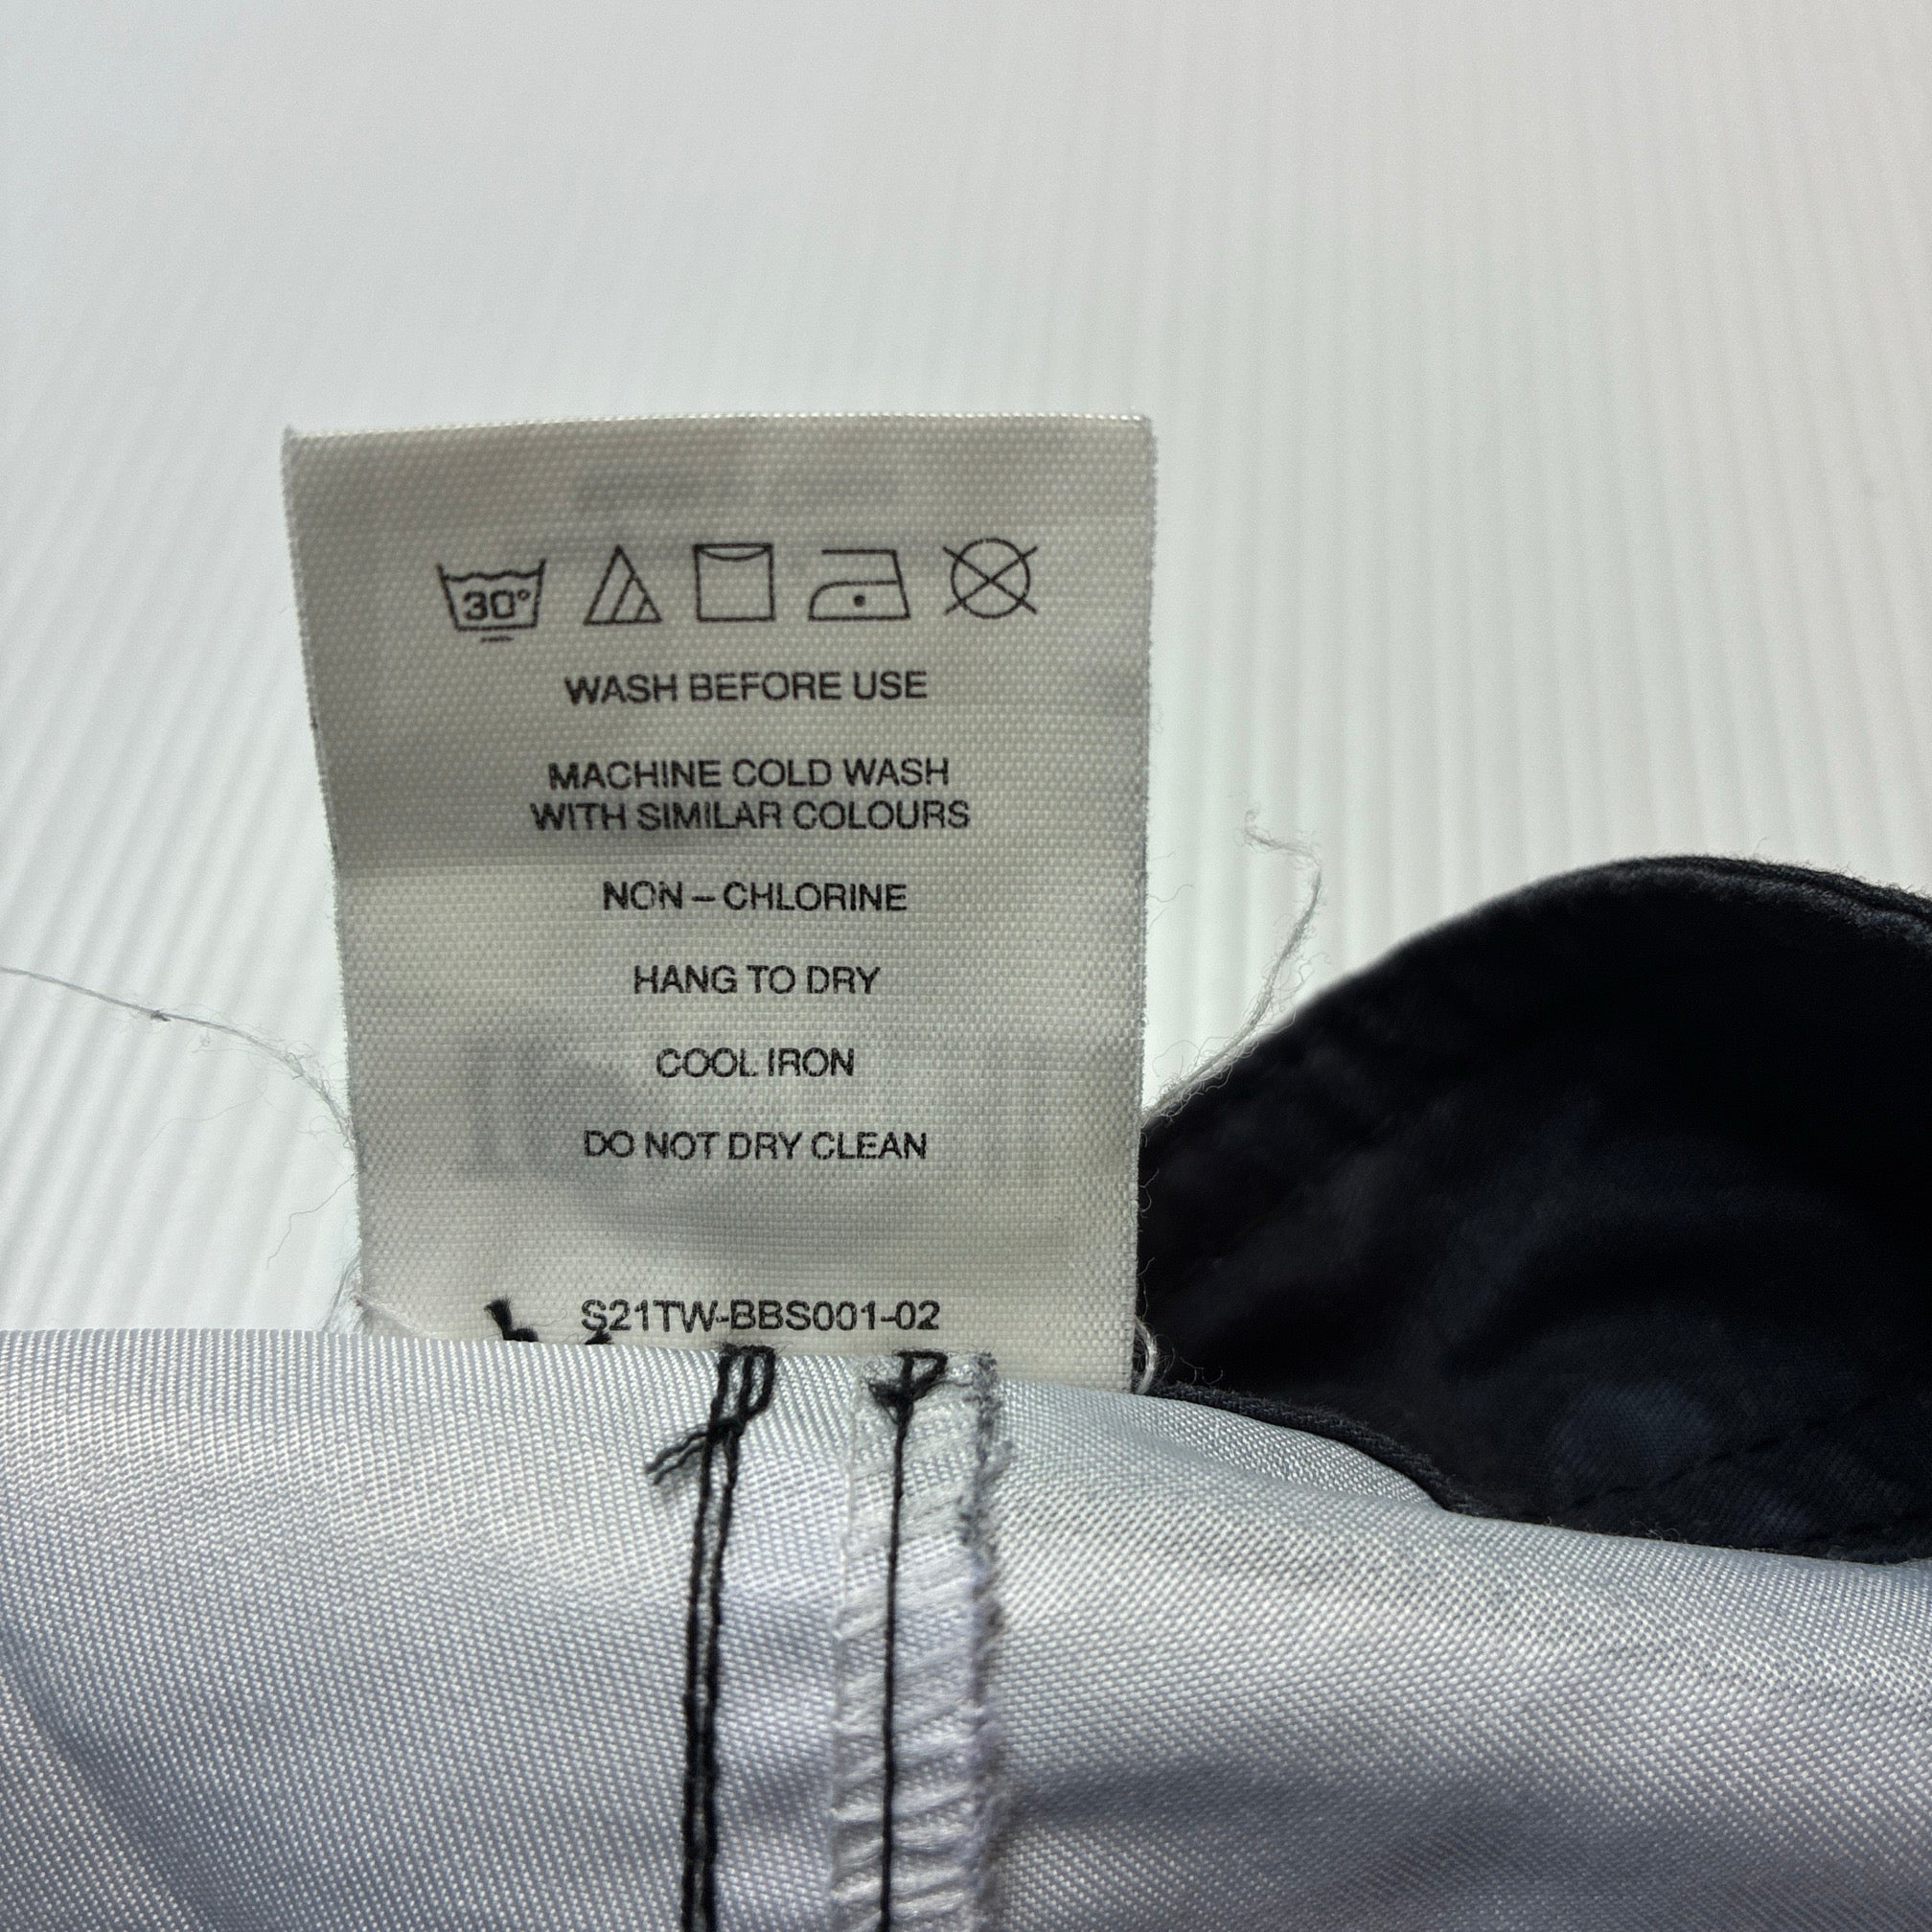 30°
WASH BEFORE USE
MACHINE COLD WASH
WITH SIMILAR COLOURS
NON – CHLORINE
HANG TO DRY
COOL IRON
DO NOT DRY CLEAN
S21TW-BBS001-02